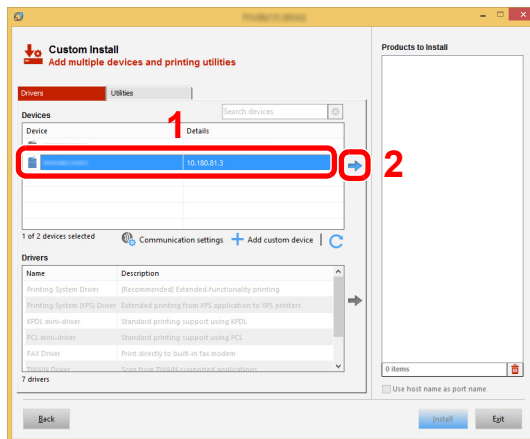 Custom Install
Add multiple devices and printing utilities
Products to Install
Drivers
Utilities
1
Devices
Search devices
Device
Details
10.180.81.3
2
1 of 2 devices selected
Communication settings
Add custom device
Drivers
Name
Description
Printing System Driver
(Recommended) Extended-functionality printing
Printing System (XPS) Driver
Extended printing from XPS application to XPS printers
KPDL mini-driver
Standard printing support using KPDL
PCL mini-driver
Standard printing support using PCL
FAX Driver
Print directly to built-in fax modem
TWAIN Driver
Scan from TWAIN-supported applications
7 drivers
0 items
Use host name as port name
Back
Install
Exit